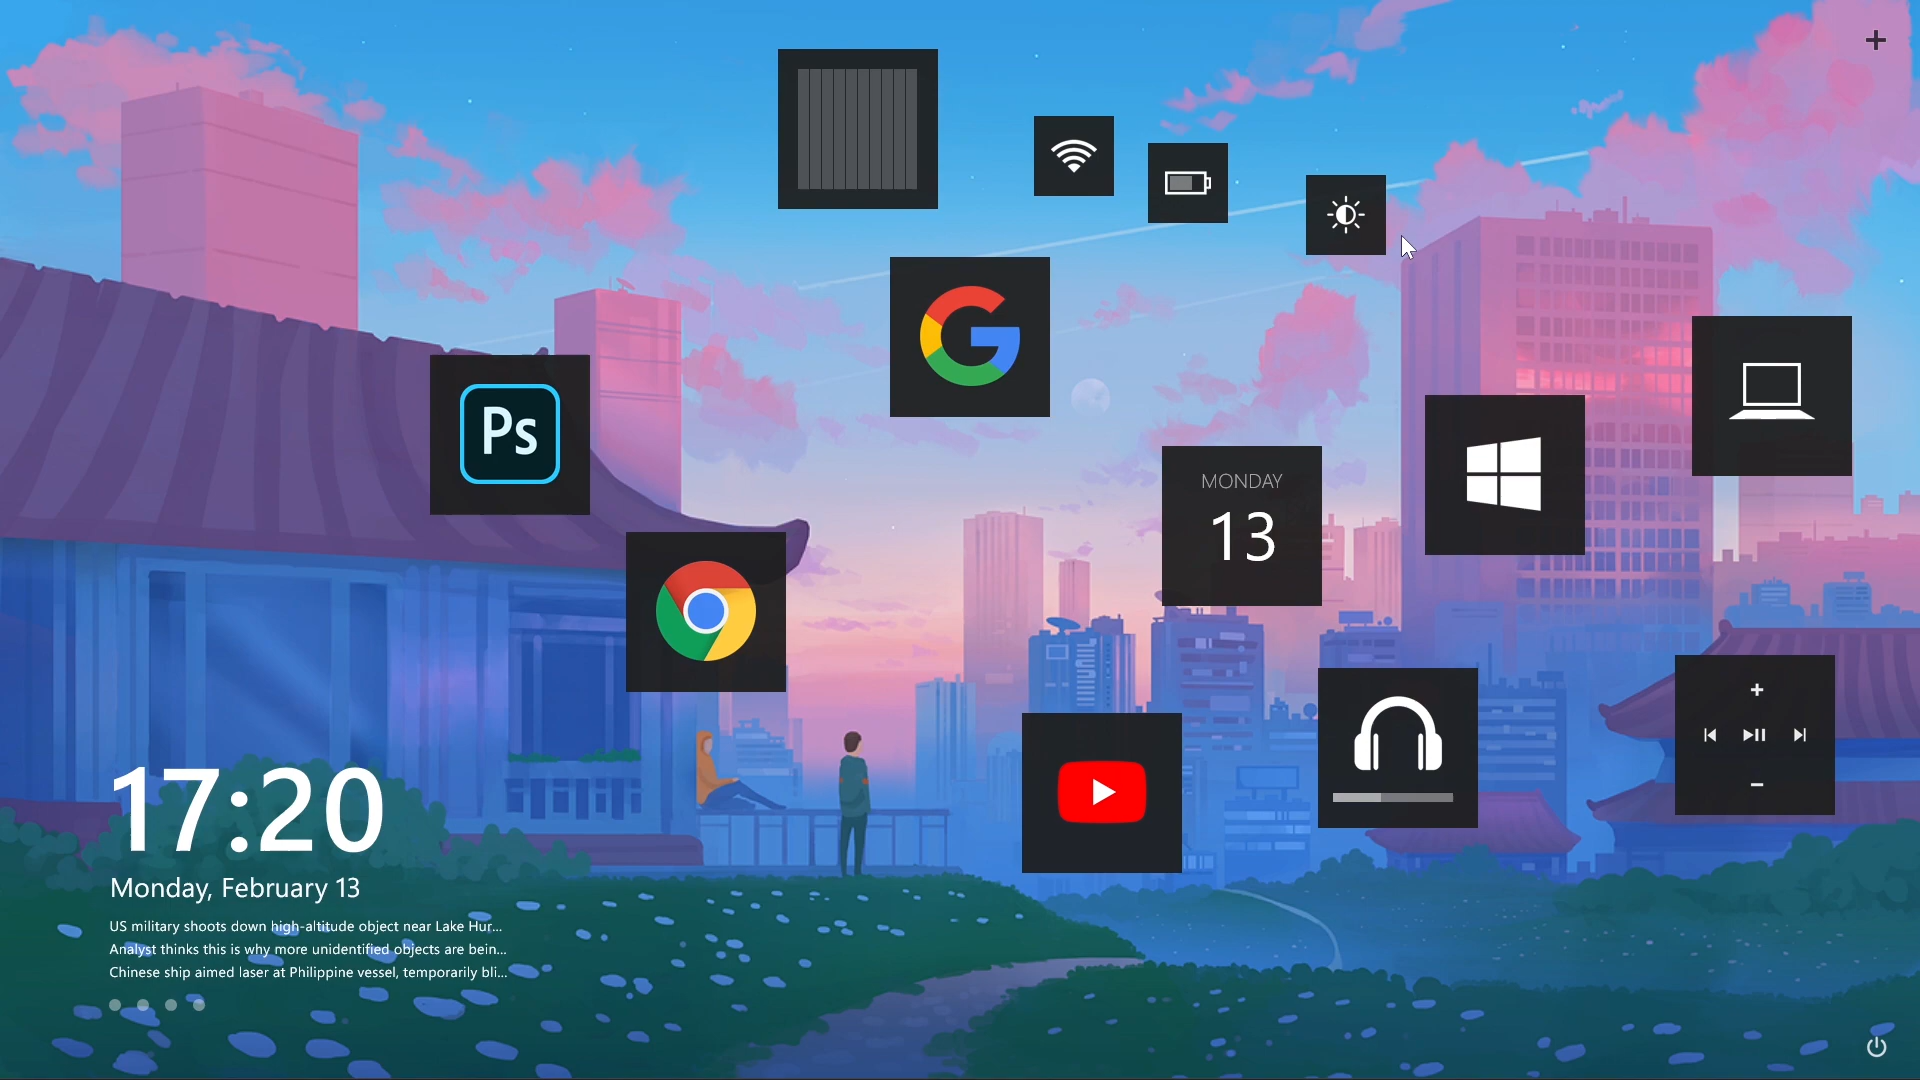 Ps
MONDAY
13
17:20
Monday, February 13
US military shoots down high-altitude object near Lake Hur...
Analyst thinks this is why more unidentified objects are bein...
Chinese ship aimed laser at Philippine vessel, temporarily bli...